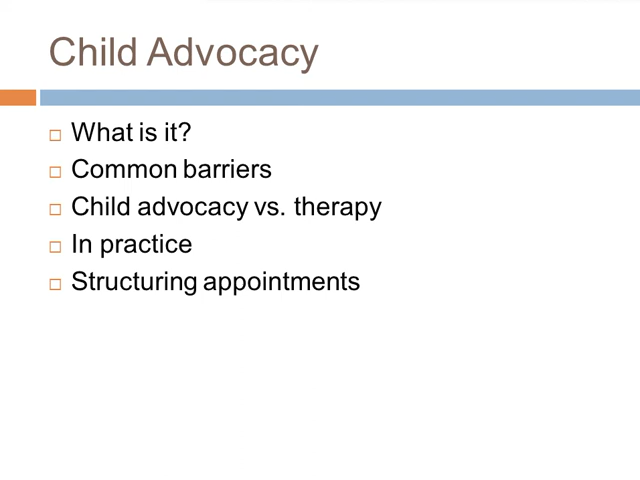 Child Advocacy
What is it?
Common barriers
Child advocacy vs. therapy
In practice
Structuring appointments